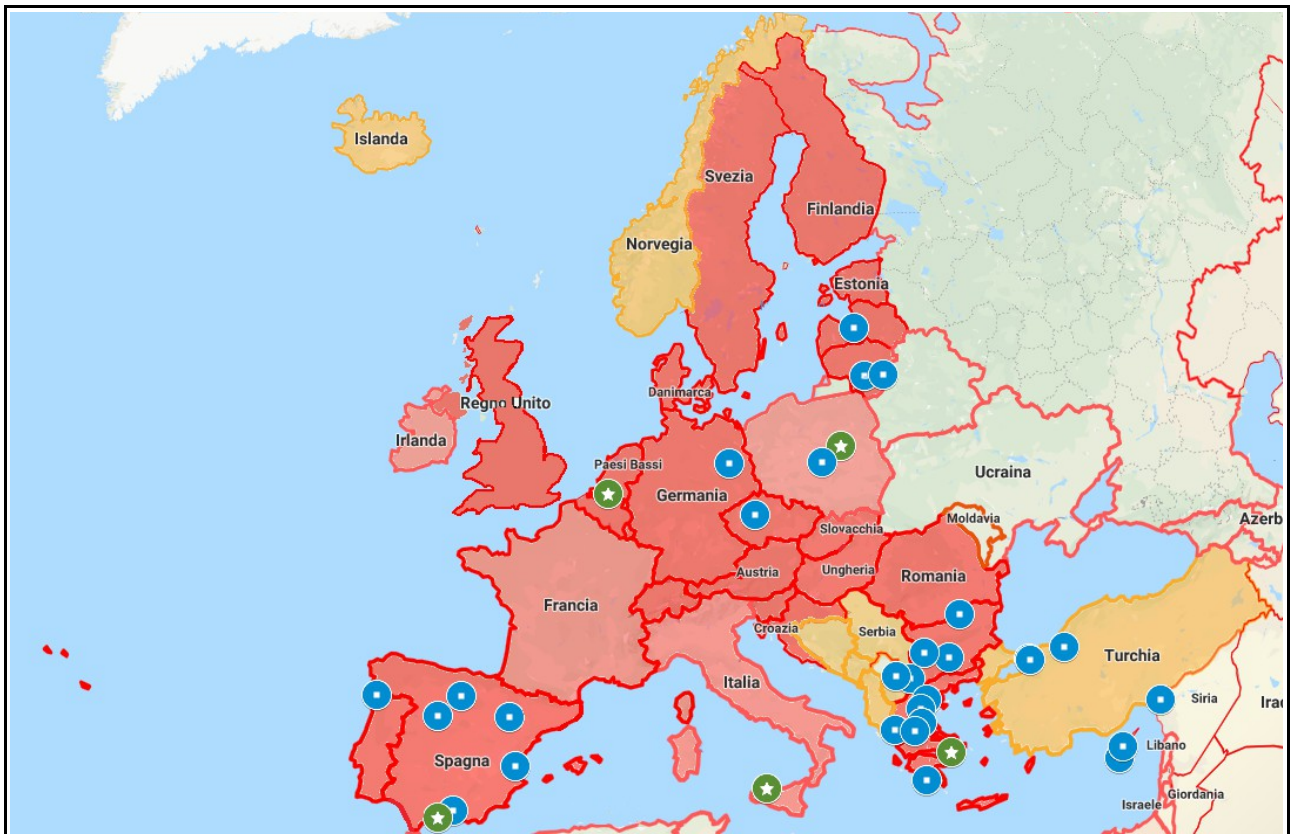 Islanda
Svezia
Finlandia
Norvegia
Estonia
Danimarca
Regno Unito
Irlanda
Paesi Bassi
Germania
Ucraina
Moldavia
Azerb
Slovacchia
Austria
Ungheria
Romania
Francia
Croazia
Serbia
Turchia
Italia
Siria
Irac
Spagna
Libano
Giordania
Israele